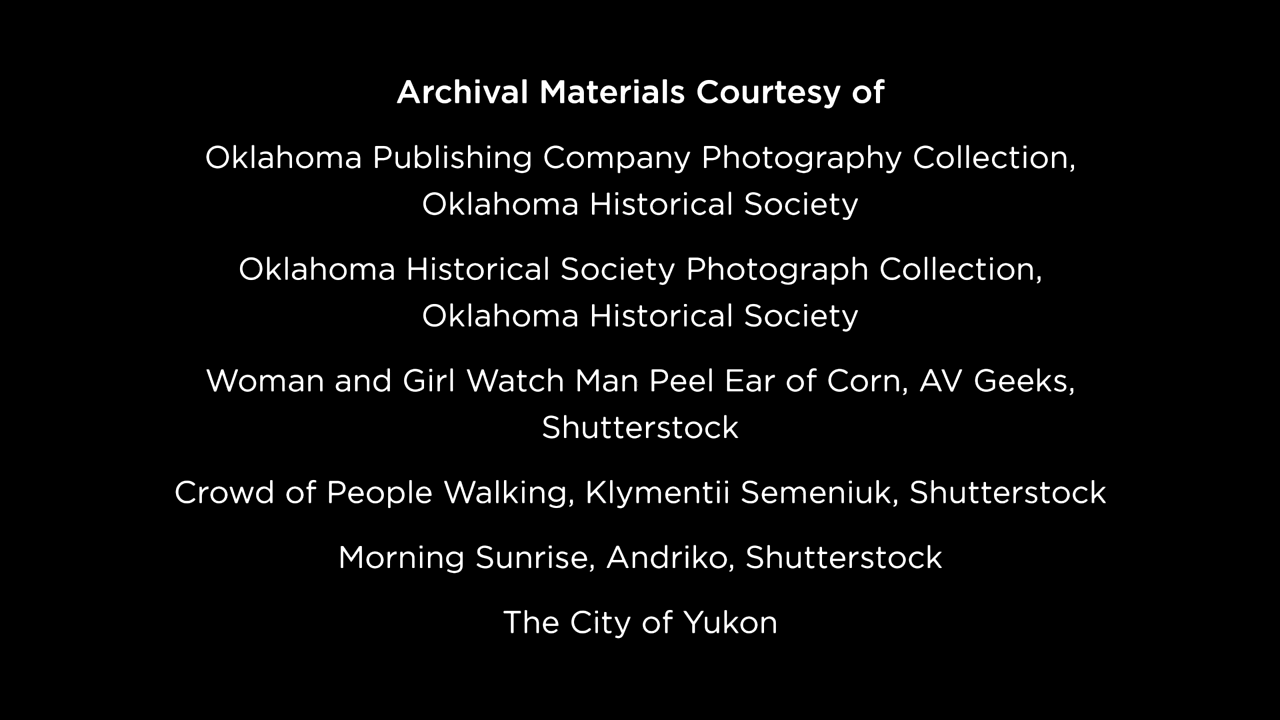 Archival Materials Courtesy of
Oklahoma Publishing Company Photography Collection,
Oklahoma Historical Society
Oklahoma Historical Society Photograph Collection,
Oklahoma Historical Society
Woman and Girl Watch Man Peel Ear of Corn, AV Geeks,
Shutterstock
Crowd of People Walking, Klymentii Semeniuk, Shutterstock
Morning Sunrise, Andriko, Shutterstock
The City of Yukon